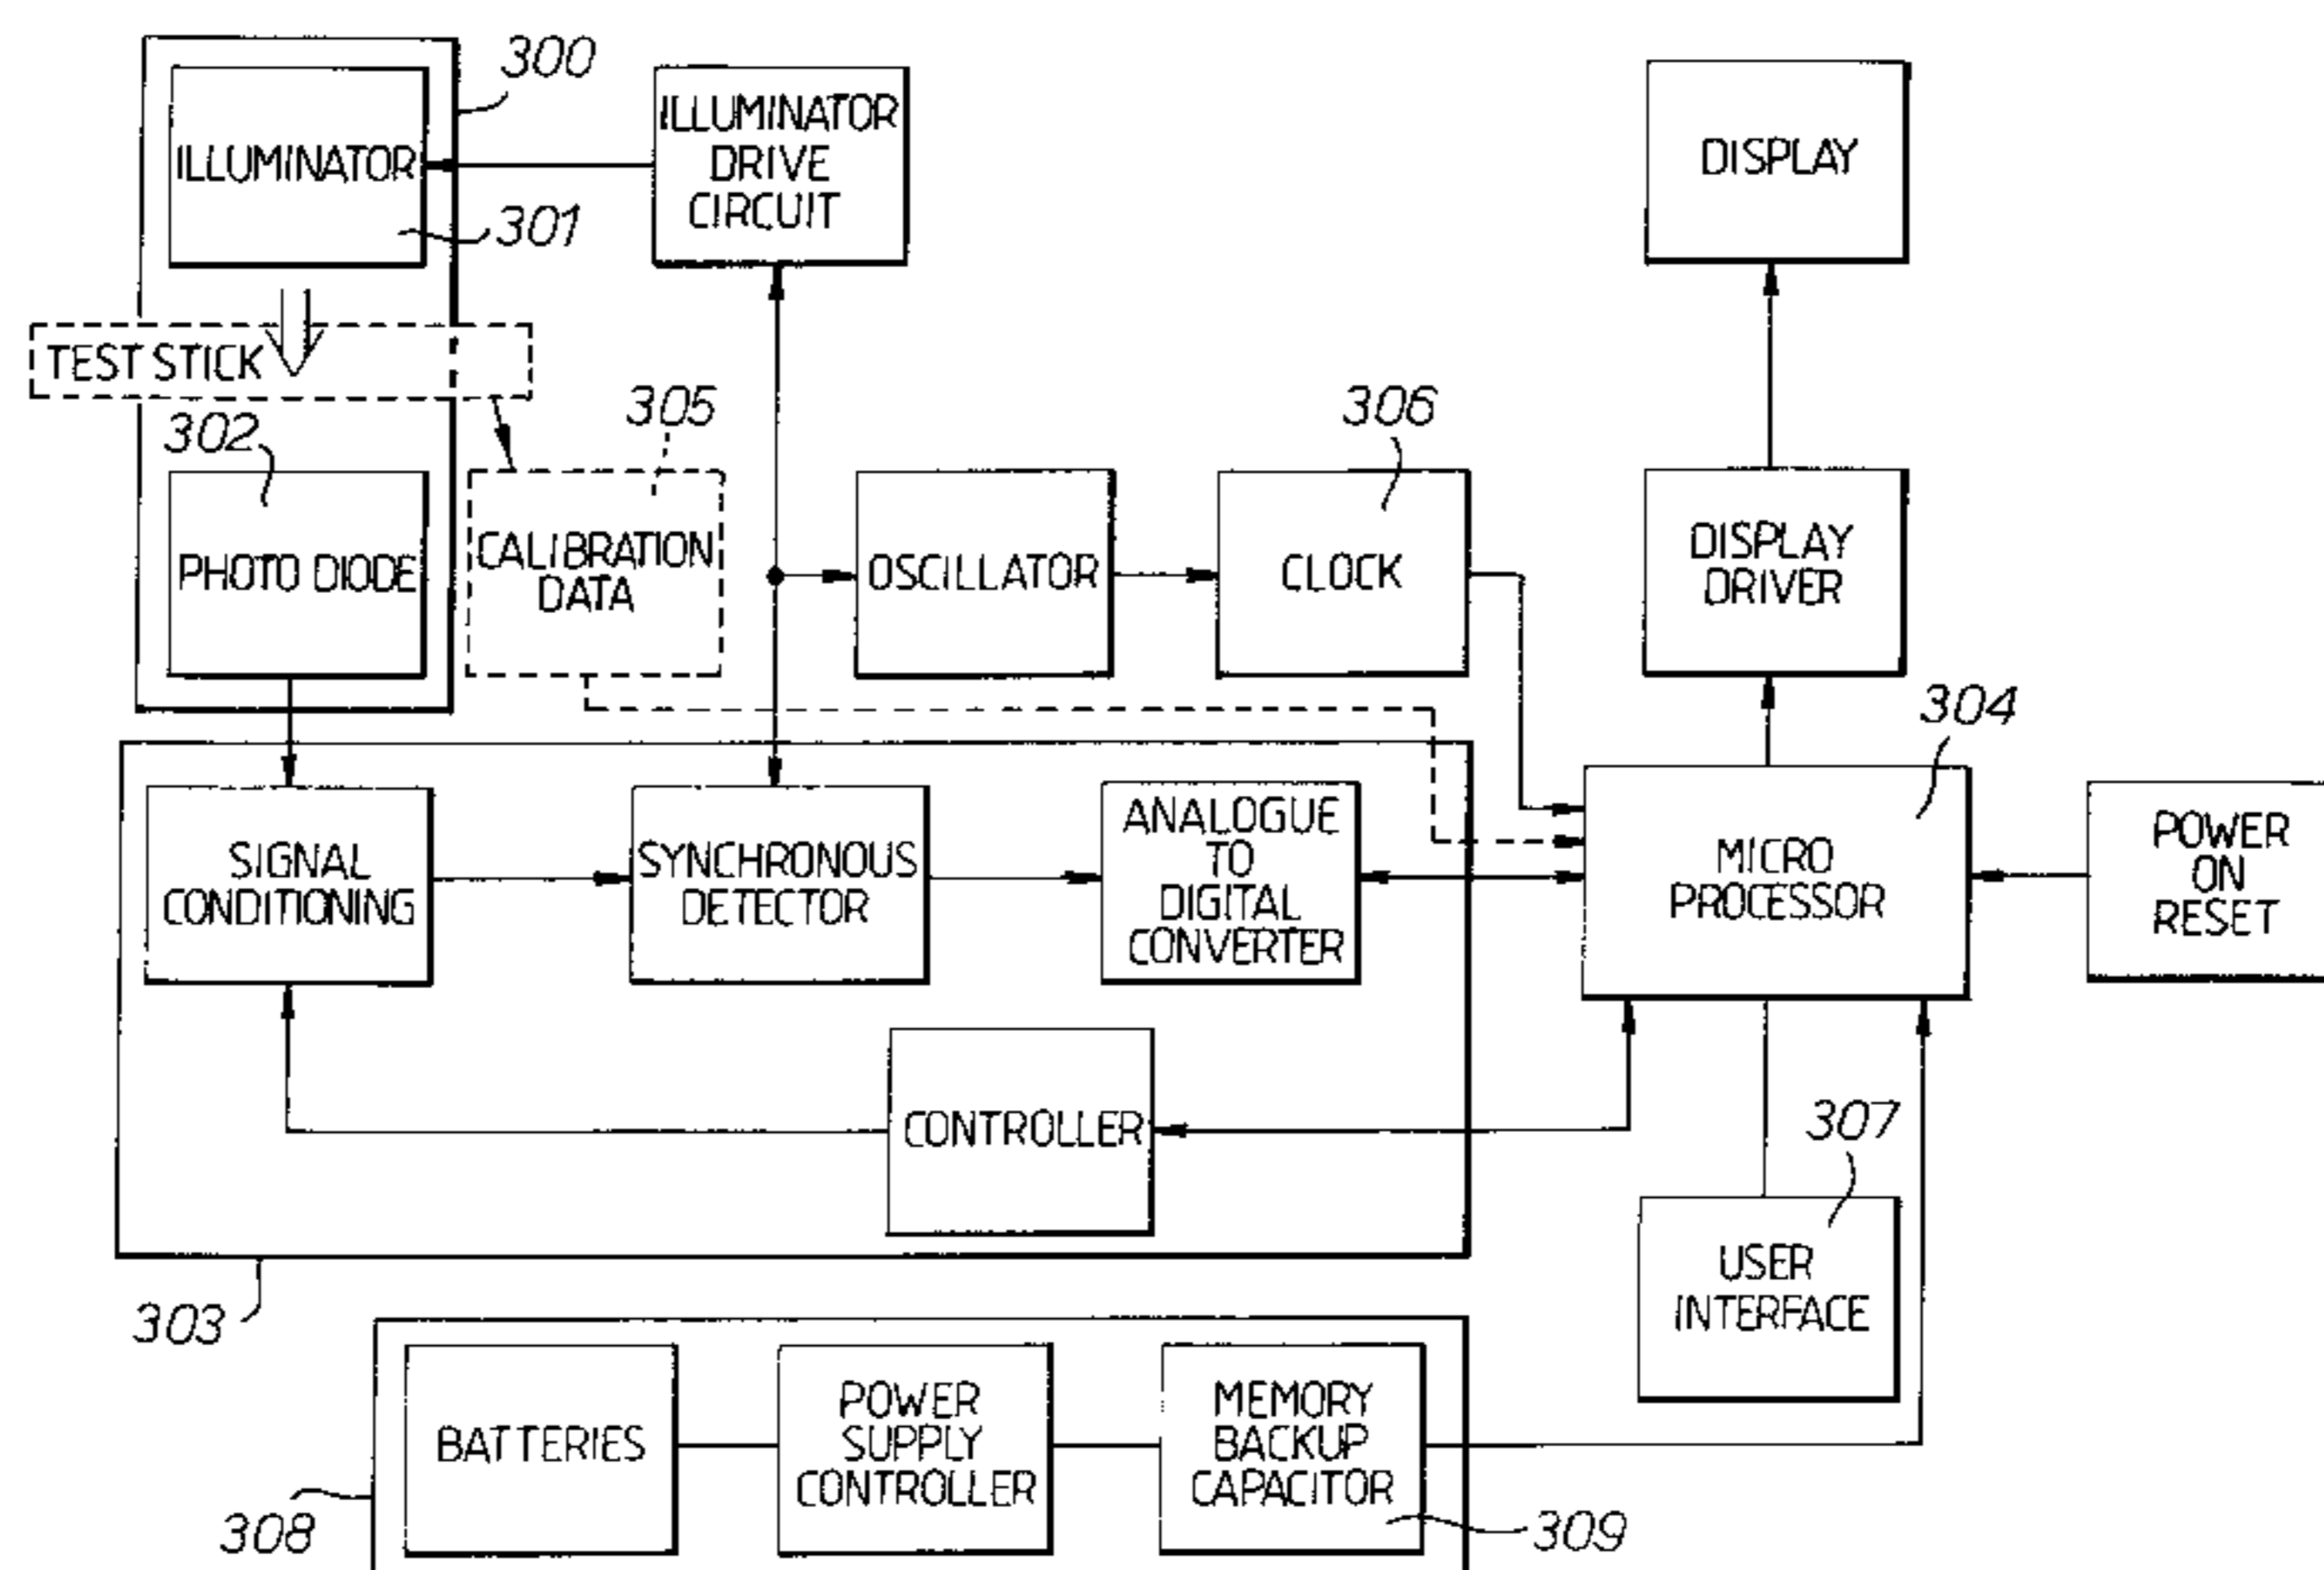 300
ILLUMINATOR
301
ILLUMINATOR
DRIVE
CIRCUIT
DISPLAY
TEST STICK
302
305
306
PHOTO DIODE
CALIBRATION
DATA
OSCILLATOR
CLOCK
DISPLAY
DRIVER
304
SIGNAL
CONDITIONING
SYNCHRONOUS
DETECTOR
ANALOGUE
TO
DIGITAL
CONVERTER
MICRO
PROCESSOR
POWER
ON
RESET
CONTROLLER
307
USER
INTERFACE
303
BATTERIES
POWER
SUPPLY
CONTROLLER
MEMORY
BACKUP
CAPACITOR
308
309